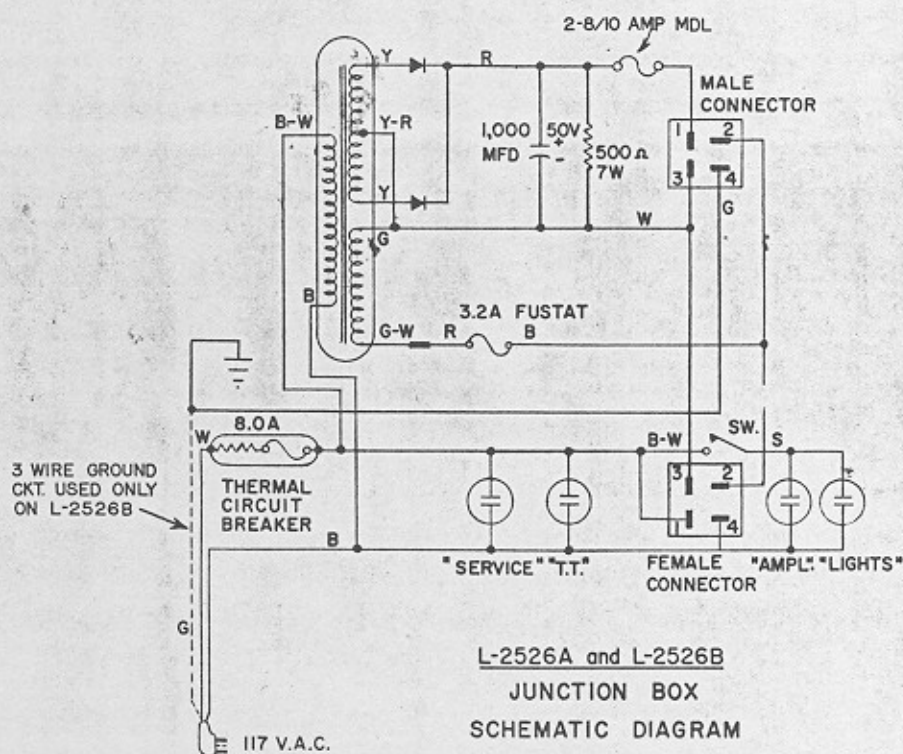 2-8/10 AMP MDL
Y
R
MALE
CONNECTOR
B-W
Y-R
1,000
MFD
50V
+
-
500Ω
7W
1
2
3
4
Y
G
W
G
B
3.2A FUSTAT
G-W
R
B
8.0A
W
B-W
SW.
S
3 WIRE GROUND
CKT. USED ONLY
ON L-2526B
THERMAL
CIRCUIT
BREAKER
3
2
1
4
B
"SERVICE"
"T.T."
FEMALE
CONNECTOR
"AMPL".
"LIGHTS"
G
L-2526A and L-2526B
JUNCTION BOX
SCHEMATIC DIAGRAM
117 V.A.C.